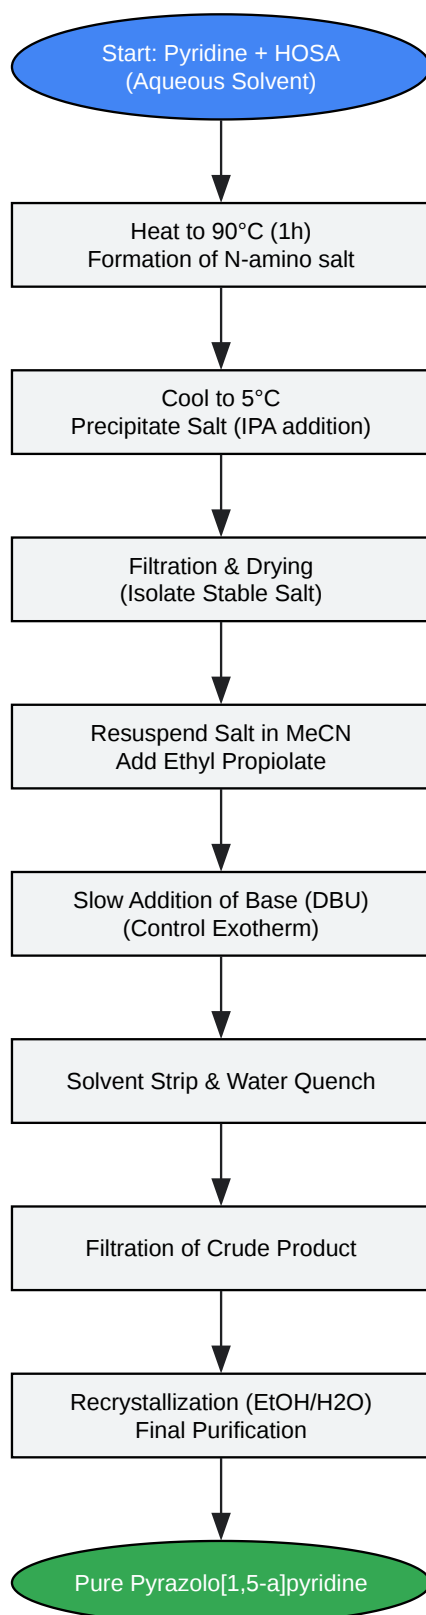 Start: Pyridine + HOSA
(Aqueous Solvent)
Heat to 90°C (1h)
Formation of N-amino salt
Cool to 5°C
Precipitate Salt (IPA addition)
Filtration & Drying
(Isolate Stable Salt)
Resuspend Salt in MeCN
Add Ethyl Propiolate
Slow Addition of Base (DBU)
(Control Exotherm)
Solvent Strip & Water Quench
Filtration of Crude Product
Recrystallization (EtOH/H2O)
Final Purification
Pure Pyrazolo[1,5-a]pyridine